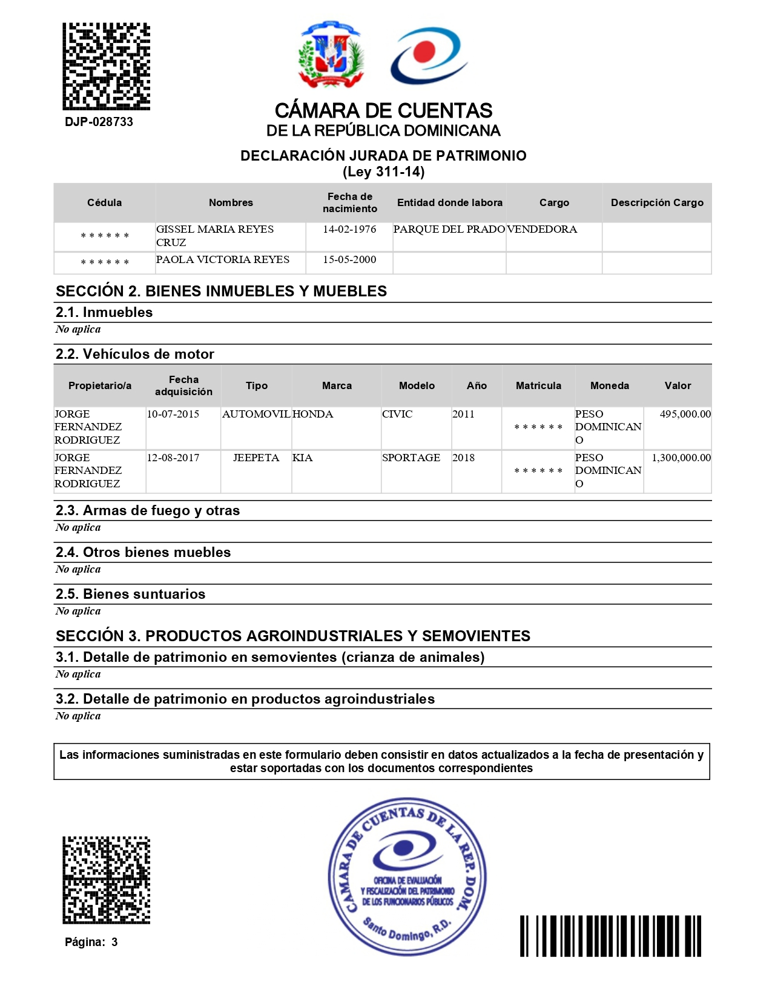 DJP-028733
CÁMARA DE CUENTAS
DE LA REPÚBLICA DOMINICANA
DECLARACIÓN JURADA DE PATRIMONIO
(Ley 311-14)
Cédula Nombres Fecha de nacimiento Entidad donde labora Cargo Descripción Cargo
* * * * * * GISSEL MARIA REYES CRUZ 14-02-1976 PARQUE DEL PRADO VENDEDORA
* * * * * * PAOLA VICTORIA REYES 15-05-2000
SECCIÓN 2. BIENES INMUEBLES Y MUEBLES
2.1. Inmuebles
No aplica
2.2. Vehículos de motor
Propietario/a Fecha adquisición Tipo Marca Modelo Año Matricula Moneda Valor
JORGE FERNANDEZ RODRIGUEZ 10-07-2015 AUTOMOVIL HONDA CIVIC 2011 * * * * * * PESO DOMINICANO 495,000.00
JORGE FERNANDEZ RODRIGUEZ 12-08-2017 JEEPETA KIA SPORTAGE 2018 * * * * * * PESO DOMINICANO 1,300,000.00
2.3. Armas de fuego y otras
No aplica
2.4. Otros bienes muebles
No aplica
2.5. Bienes suntuarios
No aplica
SECCIÓN 3. PRODUCTOS AGROINDUSTRIALES Y SEMOVIENTES
3.1. Detalle de patrimonio en semovientes (crianza de animales)
No aplica
3.2. Detalle de patrimonio en productos agroindustriales
No aplica
Las informaciones suministradas en este formulario deben consistir en datos actualizados a la fecha de presentación y
estar soportadas con los documentos correspondientes
CAMARA DE CUENTAS DE LA REP. DOM.
OFICINA DE EVALUACIÓN
Y FISCALIZACIÓN DEL PATRIMONIO
DE LOS FUNCIONARIOS PÚBLICOS
Santo Domingo, R.D.
Página: 3